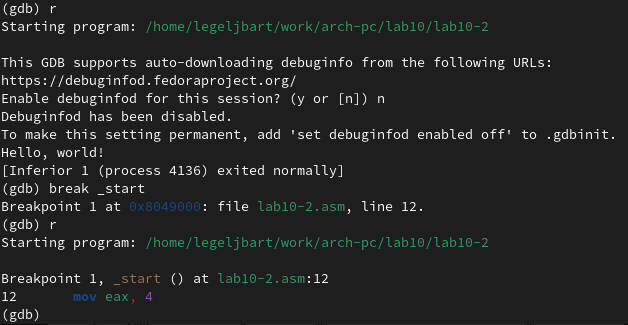 (gdb) r
Starting program: /home/legeljbart/work/arch-pc/lab10/lab10-2
This GDB supports auto-downloading debuginfo from the following URLs:
https://debuginfod.fedoraproject.org/
Enable debuginfod for this session? (y or [n]) n
Debuginfod has been disabled.
To make this setting permanent, add 'set debuginfod enabled off' to .gdbinit.
Hello, world!
[Inferior 1 (process 4136) exited normally]
(gdb) break _start
Breakpoint 1 at 0x8049000: file lab10-2.asm, line 12.
(gdb) r
Starting program: /home/legeljbart/work/arch-pc/lab10/lab10-2
Breakpoint 1, _start () at lab10-2.asm:12
12 mov eax, 4
(gdb)